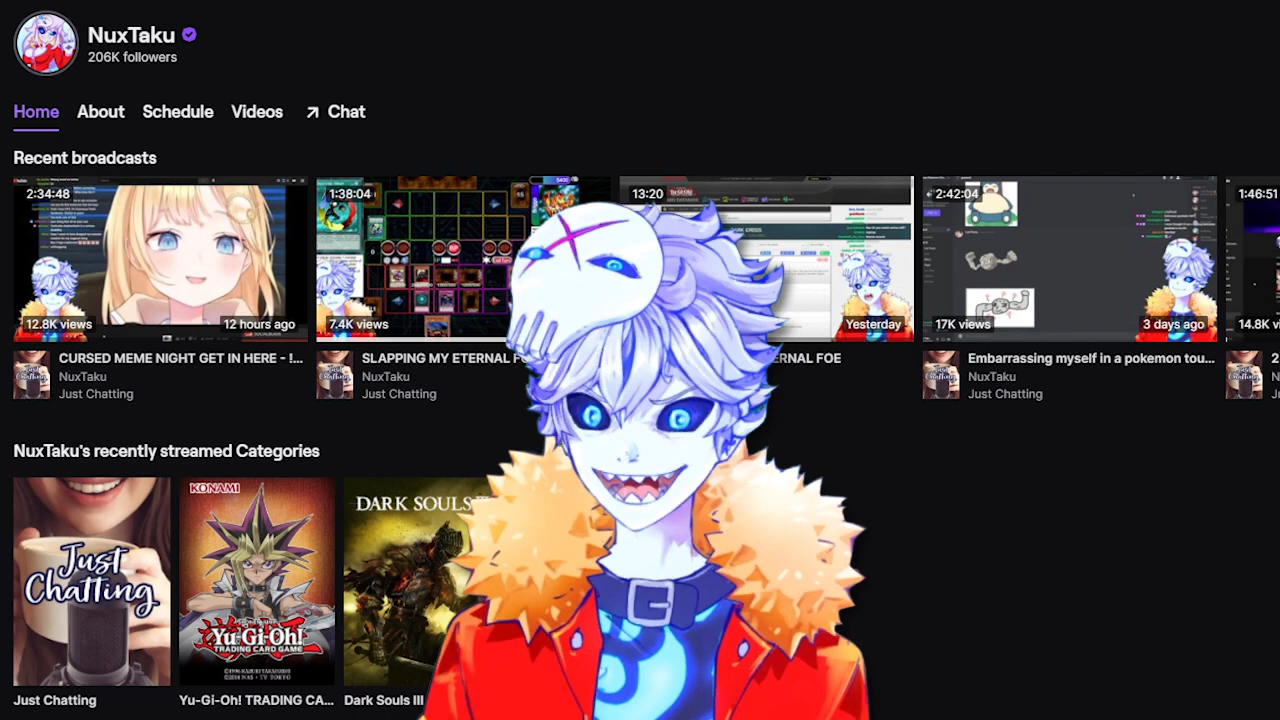 NuxTaku
206K followers
Home About Schedule Videos Chat
Recent broadcasts
2:34:48
12.8K views
12 hours ago
CURSED MEME NIGHT GET IN HERE - !...
NuxTaku
Just Chatting
1:38:04
7.4K views
SLAPPING MY ETERNAL
NuxTaku
Just Chatting
13:20
Yesterday
FOE
2:42:04
17K views
3 days ago
Embarrassing myself in a pokemon tou...
NuxTaku
Just Chatting
1:46:51
14.8K
NuxTaku's recently streamed Categories
Just
Chatting
Just Chatting
KONAMI
Yu-Gi-Oh!
TRADING CARD GAME
Yu-Gi-Oh! TRADING CA...
DARK SOULS
Dark Souls III